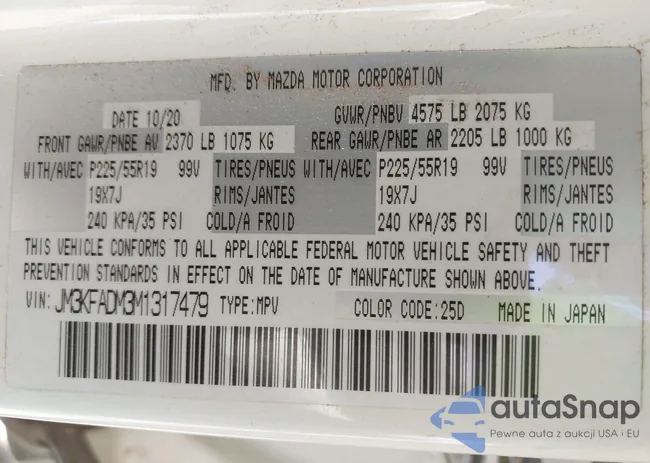 MFD. BY MAZDA MOTOR CORPORATION
DATE 10/20 GVWR/PNBV 4575 LB 2075 KG
FRONT GAWR/PNBE AV 2370 LB 1075 KG REAR GAWR/PNBE AR 2205 LB 1000 KG
WITH/AVEC P225/55R19 99V TIRES/PNEUS WITH/AVEC P225/55R19 99V TIRES/PNEUS
19X7J RIMS/JANTES 19X7J RIMS/JANTES
240 KPA/35 PSI COLD/A FROID 240 KPA/35 PSI COLD/A FROID
THIS VEHICLE CONFORMS TO ALL APPLICABLE FEDERAL MOTOR VEHICLE SAFETY AND THEFT
PREVENTION STANDARDS IN EFFECT ON THE DATE OF MANUFACTURE SHOWN ABOVE.
VIN: JM3KFADM3M1317479 TYPE:MPV COLOR CODE:25D MADE IN JAPAN
autaSnap
Pewne auta z aukcji USA i EU